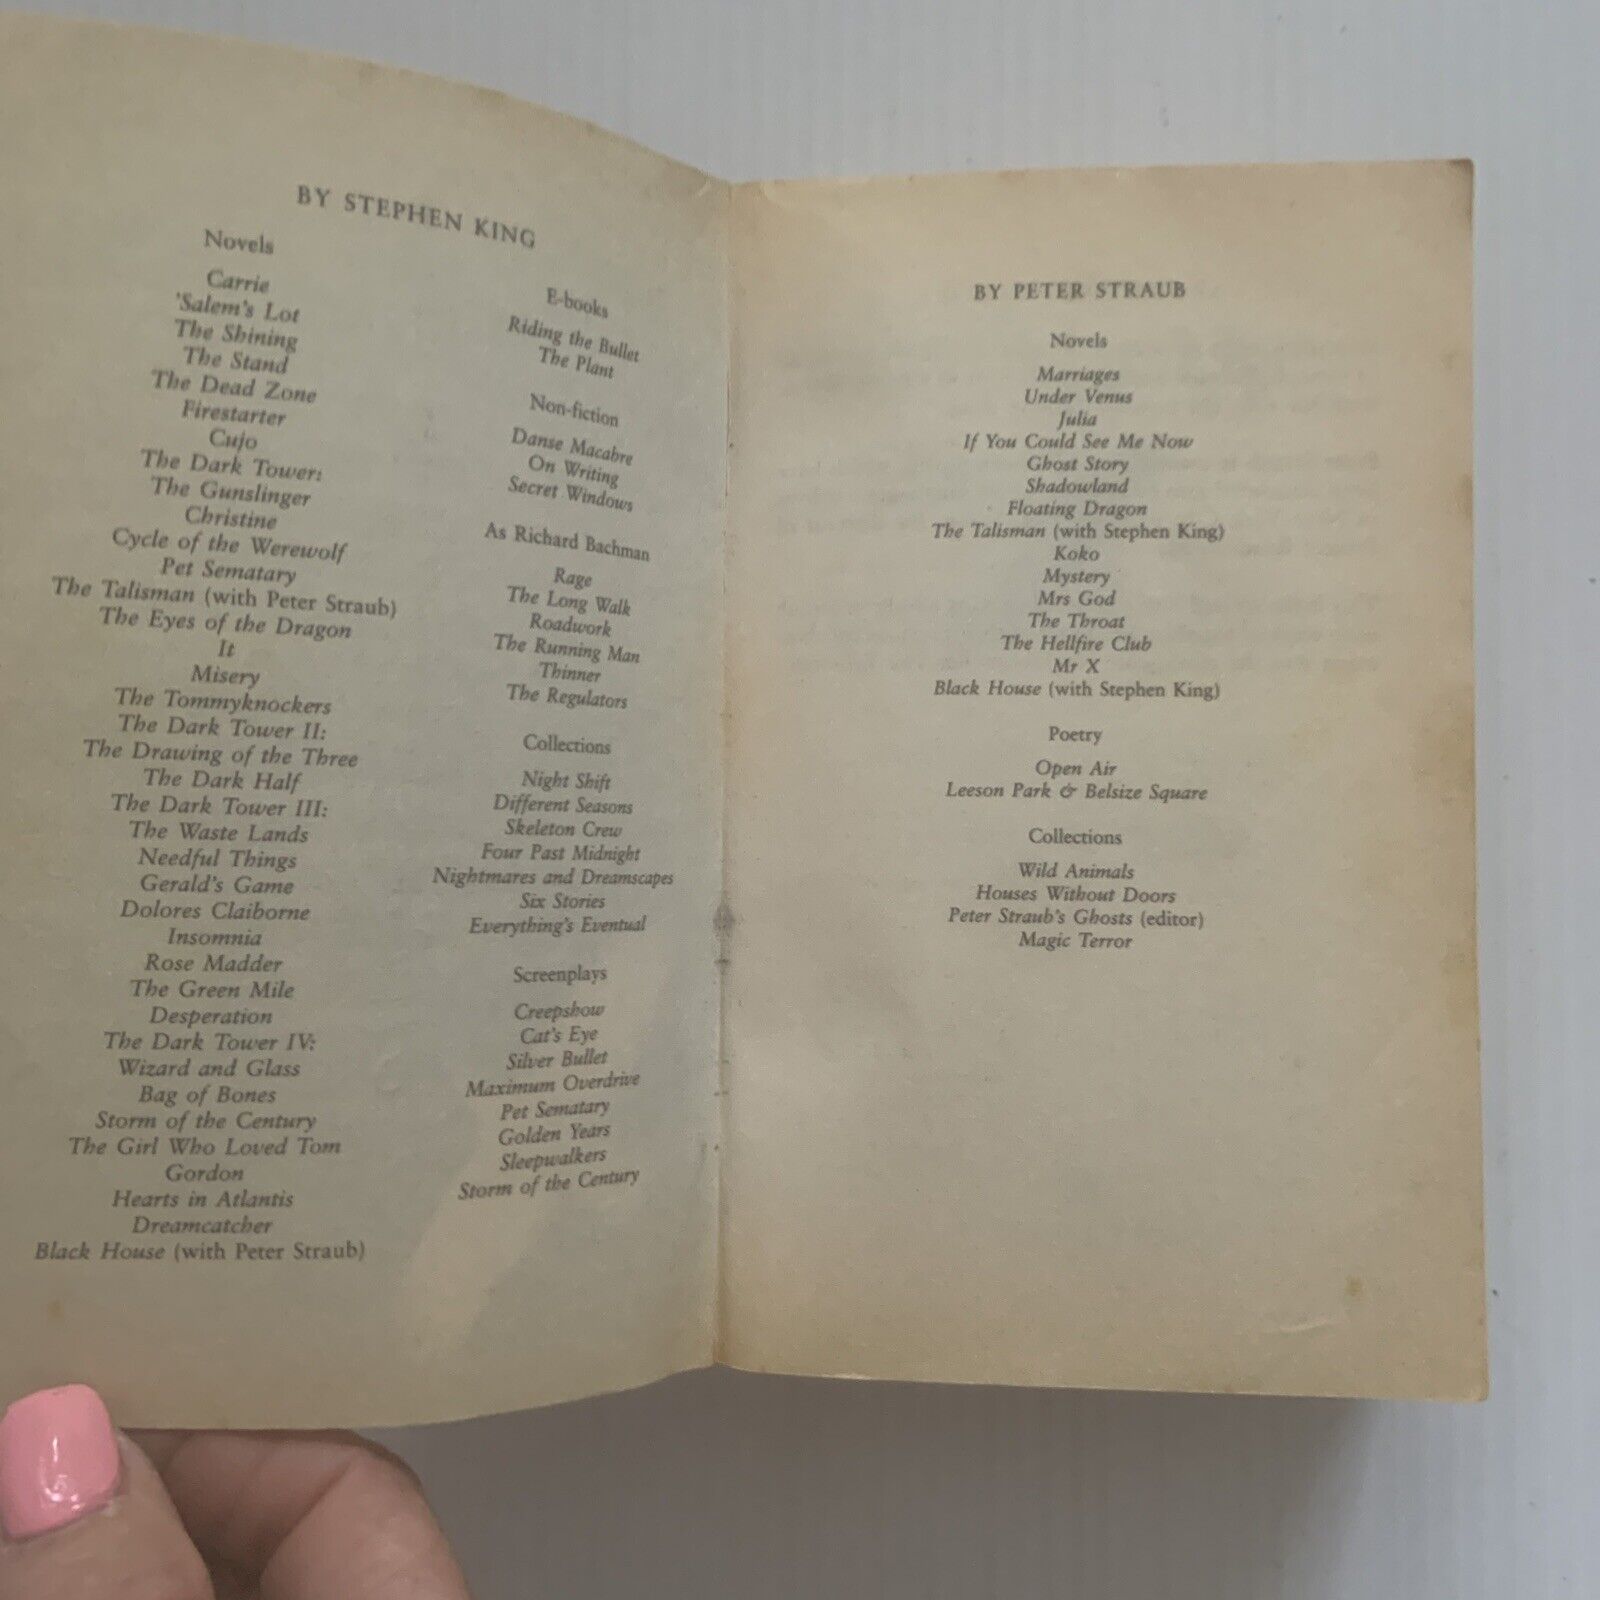 BY STEPHEN KING
Novels
Carrie
'Salem's Lot
The Shining
The Stand
The Dead Zone
Firestarter
Cujo
The Dark Tower:
The Gunslinger
Christine
Cycle of the Werewolf
Pet Sematary
The Talisman (with Peter Straub)
The Eyes of the Dragon
It
Misery
The Tommyknockers
The Dark Tower II:
The Drawing of the Three
The Dark Half
The Dark Tower III:
The Waste Lands
Needful Things
Gerald's Game
Dolores Claiborne
Insomnia
Rose Madder
The Green Mile
Desperation
The Dark Tower IV:
Wizard and Glass
Bag of Bones
Storm of the Century
The Girl Who Loved Tom
Gordon
Hearts in Atlantis
Dreamcatcher
Black House (with Peter Straub)
E-books
Riding the Bullet
The Plant
Non-fiction
Danse Macabre
On Writing
Secret Windows
As Richard Bachman
Rage
The Long Walk
Roadwork
The Running Man
Thinner
The Regulators
Collections
Night Shift
Different Seasons
Skeleton Crew
Four Past Midnight
Nightmares and Dreamscapes
Six Stories
Everything's Eventual
Screenplays
Creepshow
Cat's Eye
Silver Bullet
Maximum Overdrive
Pet Sematary
Golden Years
Sleepwalkers
Storm of the Century
BY PETER STRAUB
Novels
Marriages
Under Venus
Julia
If You Could See Me Now
Ghost Story
Shadowland
Floating Dragon
The Talisman (with Stephen King)
Koko
Mystery
Mrs God
The Throat
The Hellfire Club
Mr X
Black House (with Stephen King)
Poetry
Open Air
Leeson Park & Belsize Square
Collections
Wild Animals
Houses Without Doors
Peter Straub's Ghosts (editor)
Magic Terror